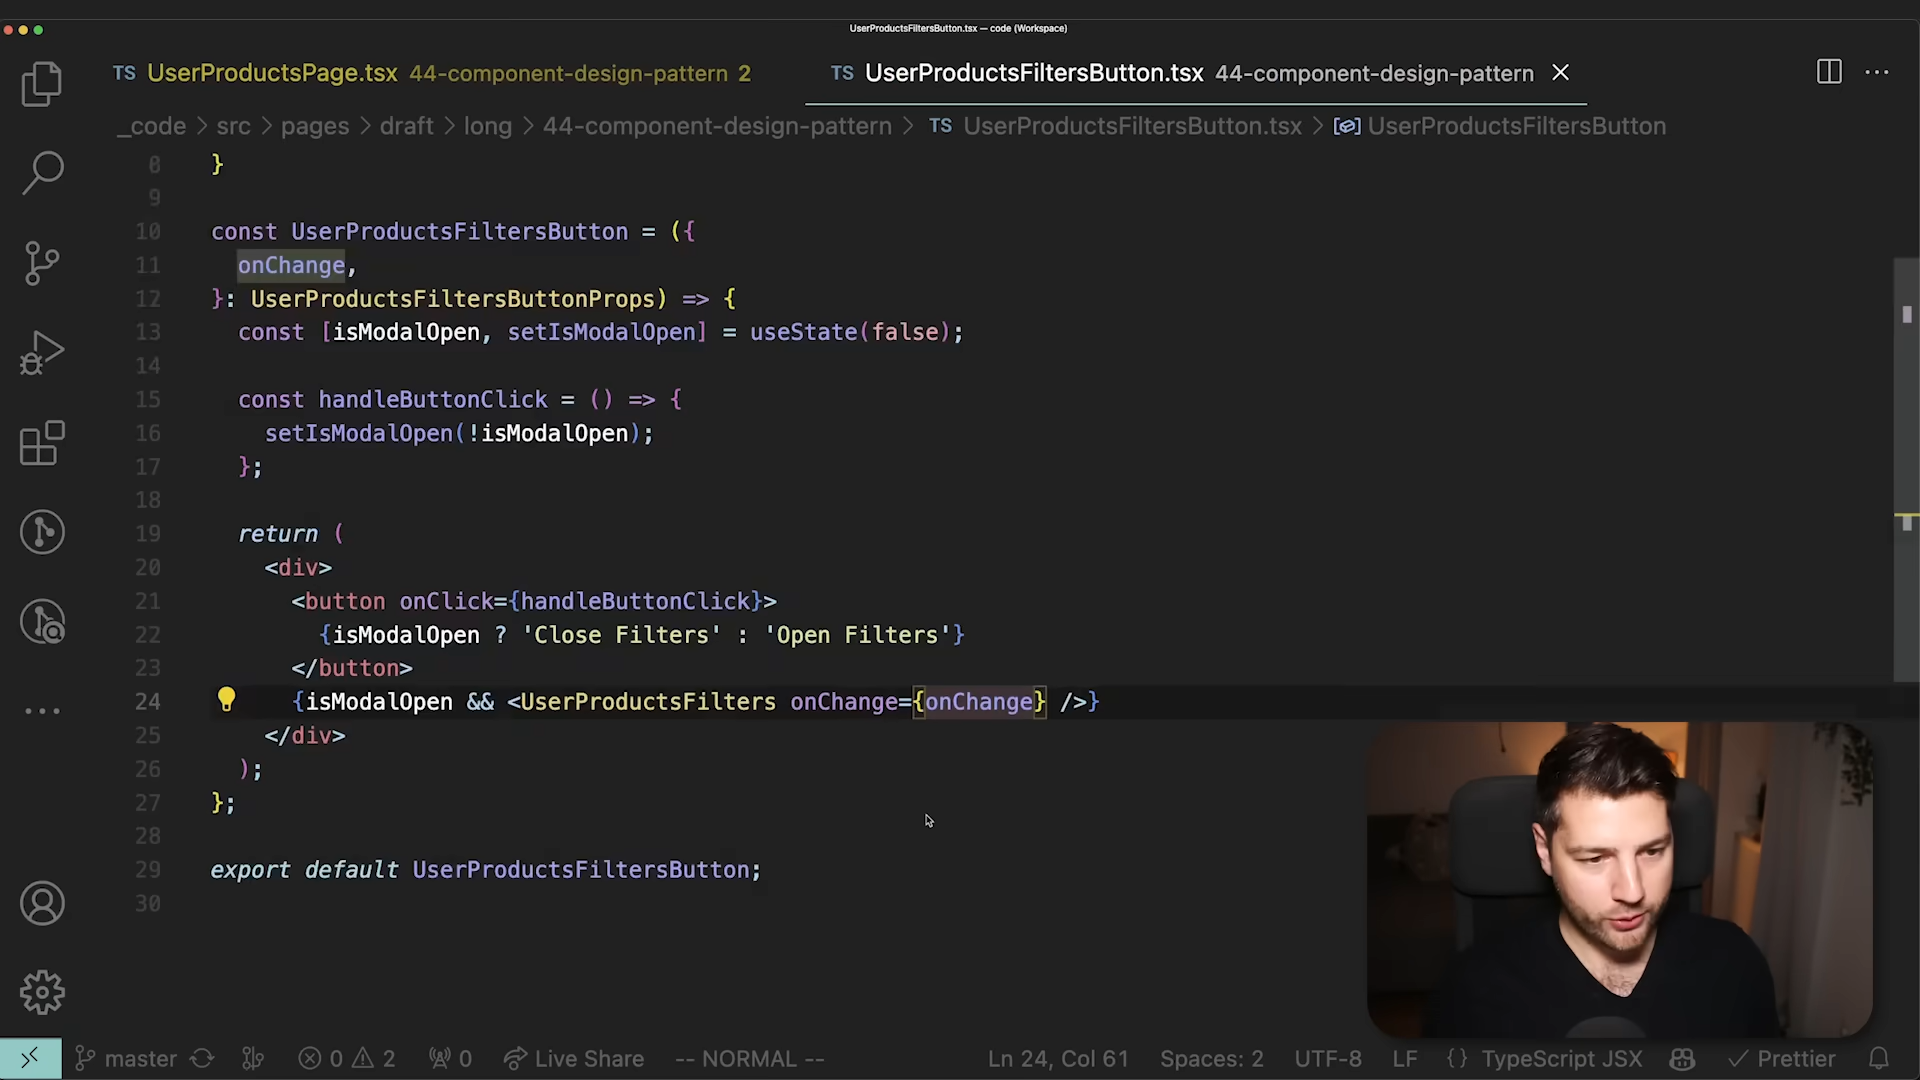 UserProductsFiltersButton.tsx — code (Workspace)
TS UserProductsPage.tsx 44-component-design-pattern 2
TS UserProductsFiltersButton.tsx 44-component-design-pattern
_code > src > pages > draft > long > 44-component-design-pattern > TS UserProductsFiltersButton.tsx > UserProductsFiltersButton
8 }
9
10 const UserProductsFiltersButton = ({
11 onChange,
12 }: UserProductsFiltersButtonProps) => {
13 const [isModalOpen, setIsModalOpen] = useState(false);
14
15 const handleButtonClick = () => {
16 setIsModalOpen(!isModalOpen);
17 };
18
19 return (
20 <div>
21 <button onClick={handleButtonClick}>
22 {isModalOpen ? 'Close Filters' : 'Open Filters'}
23 </button>
24 {isModalOpen && <UserProductsFilters onChange={onChange} />}
25 </div>
26 );
27 };
28
29 export default UserProductsFiltersButton;
30
master 0 2 0 Live Share -- NORMAL -- Ln 24, Col 61 Spaces: 2 UTF-8 LF {} TypeScript JSX Prettier